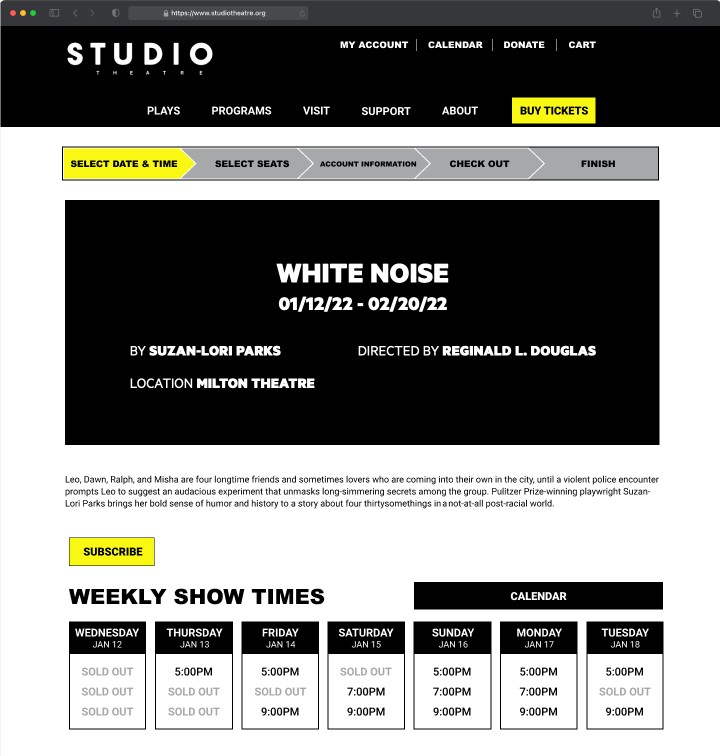 https://www.studiotheatre.org
STUDIO
THEATRE
MY ACCOUNT
CALENDAR
DONATE
CART
PLAYS
PROGRAMS
VISIT
SUPPORT
ABOUT
BUY TICKETS
SELECT DATE & TIME
SELECT SEATS
ACCOUNT INFORMATION
CHECK OUT
FINISH
WHITE NOISE
01/12/22 - 02/20/22
BY SUZAN-LORI PARKS
DIRECTED BY REGINALD L. DOUGLAS
LOCATION MILTON THEATRE
Leo, Dawn, Ralph, and Misha are four longtime friends and sometimes lovers who are coming into their own in the city, until a violent police encounter
prompts Leo to suggest an audacious experiment that unmasks long-simmering secrets among the group. Pulitzer Prize-winning playwright Suzan-
Lori Parks brings her bold sense of humor and history to a story about four thirtysomethings in a not-at-all post-racial world.
SUBSCRIBE
WEEKLY SHOW TIMES
CALENDAR
WEDNESDAY
JAN 12
SOLD OUT
SOLD OUT
SOLD OUT
THURSDAY
JAN 13
5:00PM
SOLD OUT
SOLD OUT
FRIDAY
JAN 14
5:00PM
SOLD OUT
9:00PM
SATURDAY
JAN 15
SOLD OUT
7:00PM
9:00PM
SUNDAY
JAN 16
5:00PM
7:00PM
9:00PM
MONDAY
JAN 17
5:00PM
7:00PM
9:00PM
TUESDAY
JAN 18
5:00PM
SOLD OUT
9:00PM